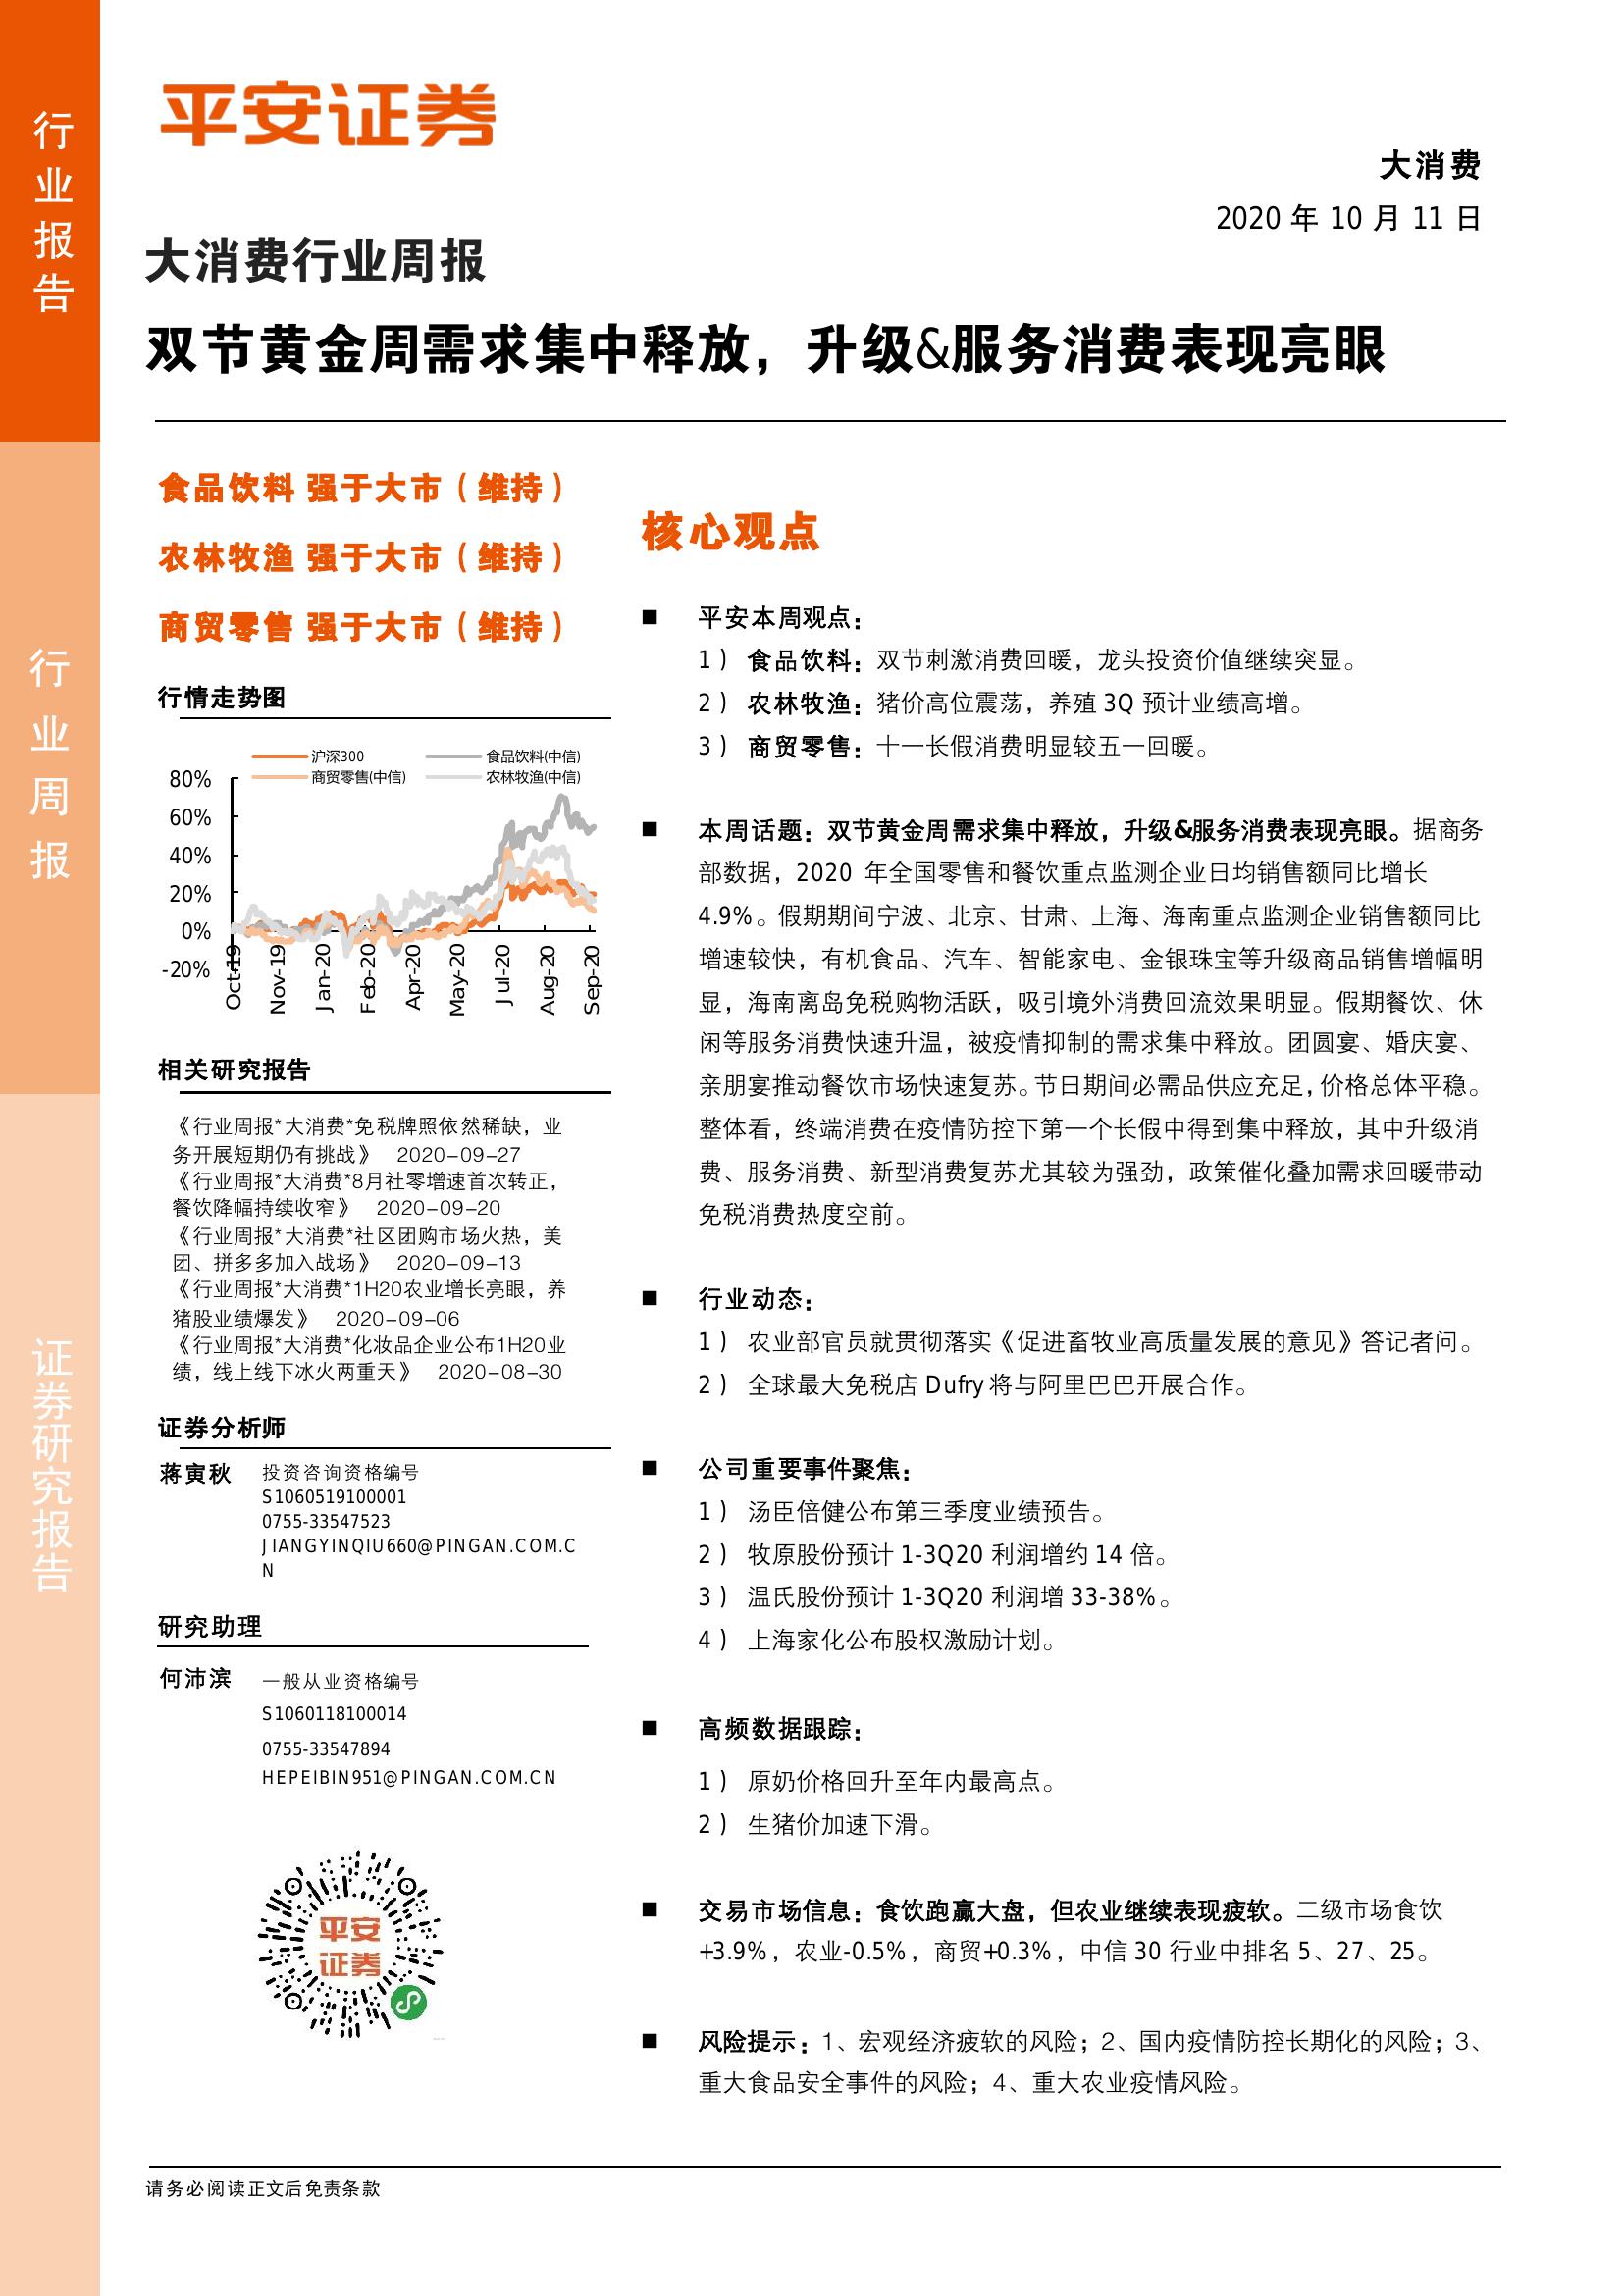 行业报告
行业周报
证券研究报告
平安证券
大消费
2020 年 10 月 11 日
大消费行业周报
双节黄金周需求集中释放，升级&服务消费表现亮眼
食品饮料 强于大市（维持）
农林牧渔 强于大市（维持）
商贸零售 强于大市（维持）
行情走势图
沪深300
食品饮料(中信)
商贸零售(中信)
农林牧渔(中信)
80%
60%
40%
20%
0%
-20%
Oct-19
Nov-19
Jan-20
Feb-20
Apr-20
May-20
Jul-20
Aug-20
Sep-20
相关研究报告
《行业周报*大消费*免税牌照依然稀缺，业
务开展短期仍有挑战》 2020-09-27
《行业周报*大消费*8月社零增速首次转正，
餐饮降幅持续收窄》 2020-09-20
《行业周报*大消费*社区团购市场火热，美
团、拼多多加入战场》 2020-09-13
《行业周报*大消费*1H20农业增长亮眼，养
猪股业绩爆发》 2020-09-06
《行业周报*大消费*化妆品企业公布1H20业
绩，线上线下冰火两重天》 2020-08-30
证券分析师
蒋寅秋 投资咨询资格编号
S1060519100001
0755-33547523
JIANGYINQIU660@PINGAN.COM.C
N
研究助理
何沛滨 一般从业资格编号
S1060118100014
0755-33547894
HEPEIBIN951@PINGAN.COM.CN
平安
证券
核心观点
■ 平安本周观点：
1） 食品饮料：双节刺激消费回暖，龙头投资价值继续突显。
2） 农林牧渔：猪价高位震荡，养殖 3Q 预计业绩高增。
3） 商贸零售：十一长假消费明显较五一回暖。
■ 本周话题：双节黄金周需求集中释放，升级&服务消费表现亮眼。据商务
部数据，2020 年全国零售和餐饮重点监测企业日均销售额同比增长
4.9%。假期期间宁波、北京、甘肃、上海、海南重点监测企业销售额同比
增速较快，有机食品、汽车、智能家电、金银珠宝等升级商品销售增幅明
显，海南离岛免税购物活跃，吸引境外消费回流效果明显。假期餐饮、休
闲等服务消费快速升温，被疫情抑制的需求集中释放。团圆宴、婚庆宴、
亲朋宴推动餐饮市场快速复苏。节日期间必需品供应充足，价格总体平稳。
整体看，终端消费在疫情防控下第一个长假中得到集中释放，其中升级消
费、服务消费、新型消费复苏尤其较为强劲，政策催化叠加需求回暖带动
免税消费热度空前。
■ 行业动态：
1） 农业部官员就贯彻落实《促进畜牧业高质量发展的意见》答记者问。
2） 全球最大免税店 Dufry 将与阿里巴巴开展合作。
■ 公司重要事件聚焦：
1） 汤臣倍健公布第三季度业绩预告。
2） 牧原股份预计 1-3Q20 利润增约 14 倍。
3） 温氏股份预计 1-3Q20 利润增 33-38%。
4） 上海家化公布股权激励计划。
■ 高频数据跟踪：
1） 原奶价格回升至年内最高点。
2） 生猪价加速下滑。
■ 交易市场信息：食饮跑赢大盘，但农业继续表现疲软。二级市场食饮
+3.9%，农业-0.5%，商贸+0.3%，中信 30 行业中排名 5、27、25。
■ 风险提示：1、宏观经济疲软的风险；2、国内疫情防控长期化的风险；3、
重大食品安全事件的风险；4、重大农业疫情风险。
请务必阅读正文后免责条款